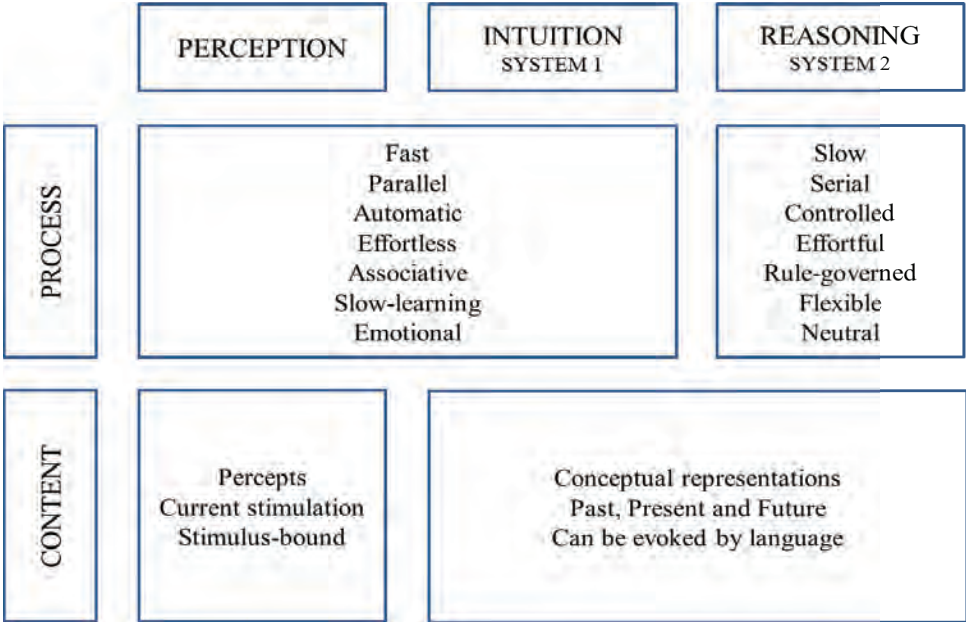 PERCEPTION
INTUITION
SYSTEM 1
REASONING
SYSTEM 2
PROCESS
Fast
Parallel
Automatic
Effortless
Associative
Slow-learning
Emotional
Slow
Serial
Controlled
Effortful
Rule-governed
Flexible
Neutral
CONTENT
Percepts
Current stimulation
Stimulus-bound
Conceptual representations
Past, Present and Future
Can be evoked by language